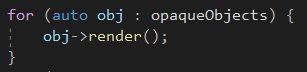 for (auto obj : opaqueObjects) {
    obj->render();
}